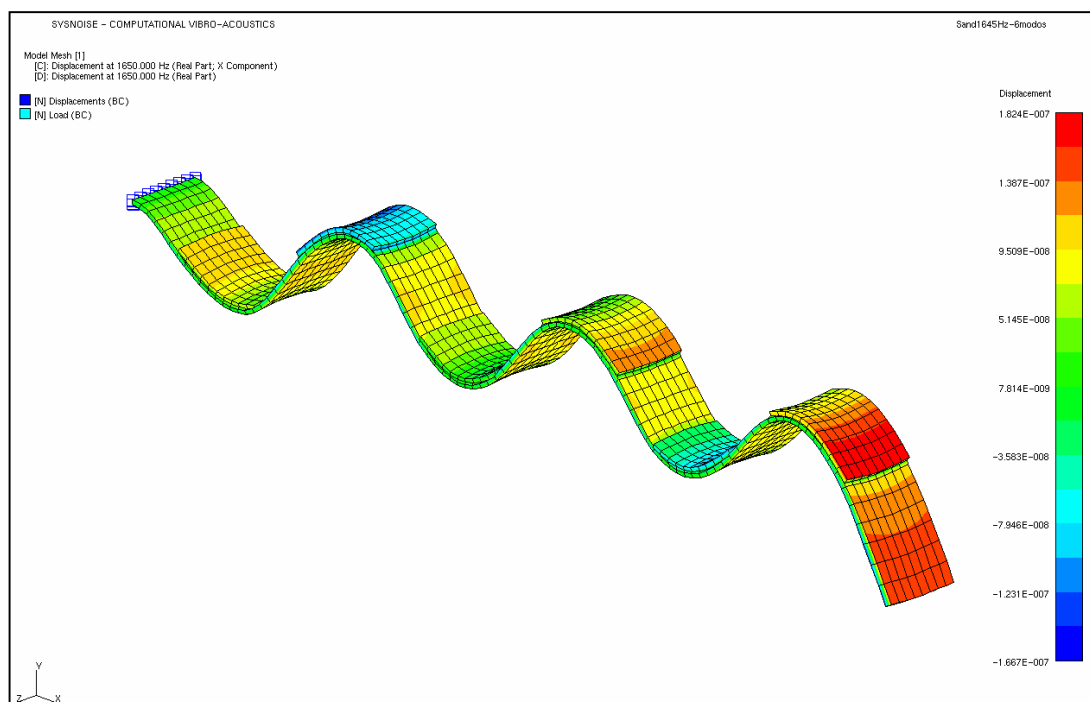 SYSNOISE - COMPUTATIONAL VIBRO-ACOUSTICS
Sand1645Hz-6modos
Model Mesh [1]
[C]: Displacement at 1650.000 Hz (Real Part; X Component)
[D]: Displacement at 1650.000 Hz (Real Part)
[N] Displacements (BC)
[N] Load (BC)
Displacement
1.824E-007
1.387E-007
9.509E-008
5.145E-008
7.814E-009
-3.583E-008
-7.946E-008
-1.231E-007
-1.667E-007
Y
Z
X